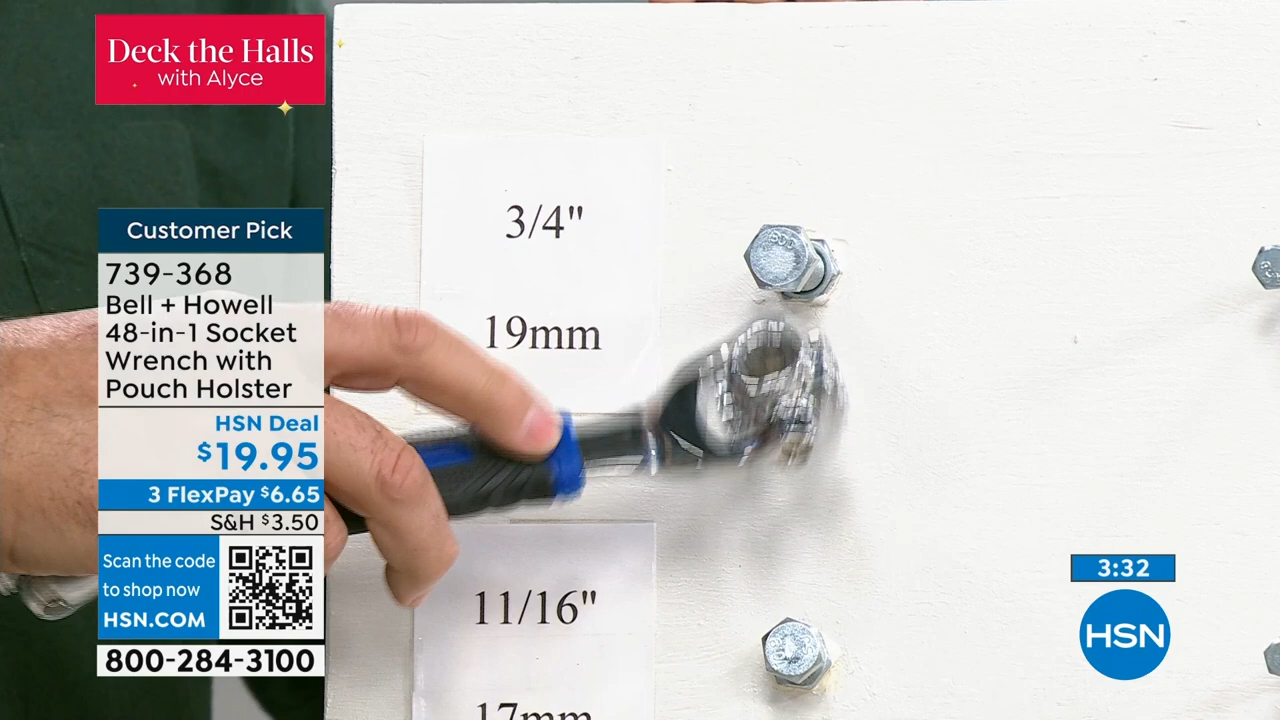 Deck the Halls
with Alyce
Customer Pick
739-368
Bell + Howell
48-in-1 Socket
Wrench with
Pouch Holster
HSN Deal
$19.95
3 FlexPay $6.65
S&H $3.50
Scan the code
to shop now
HSN.COM
800-284-3100
3/4"
19mm
11/16"
17mm
3:32
HSN